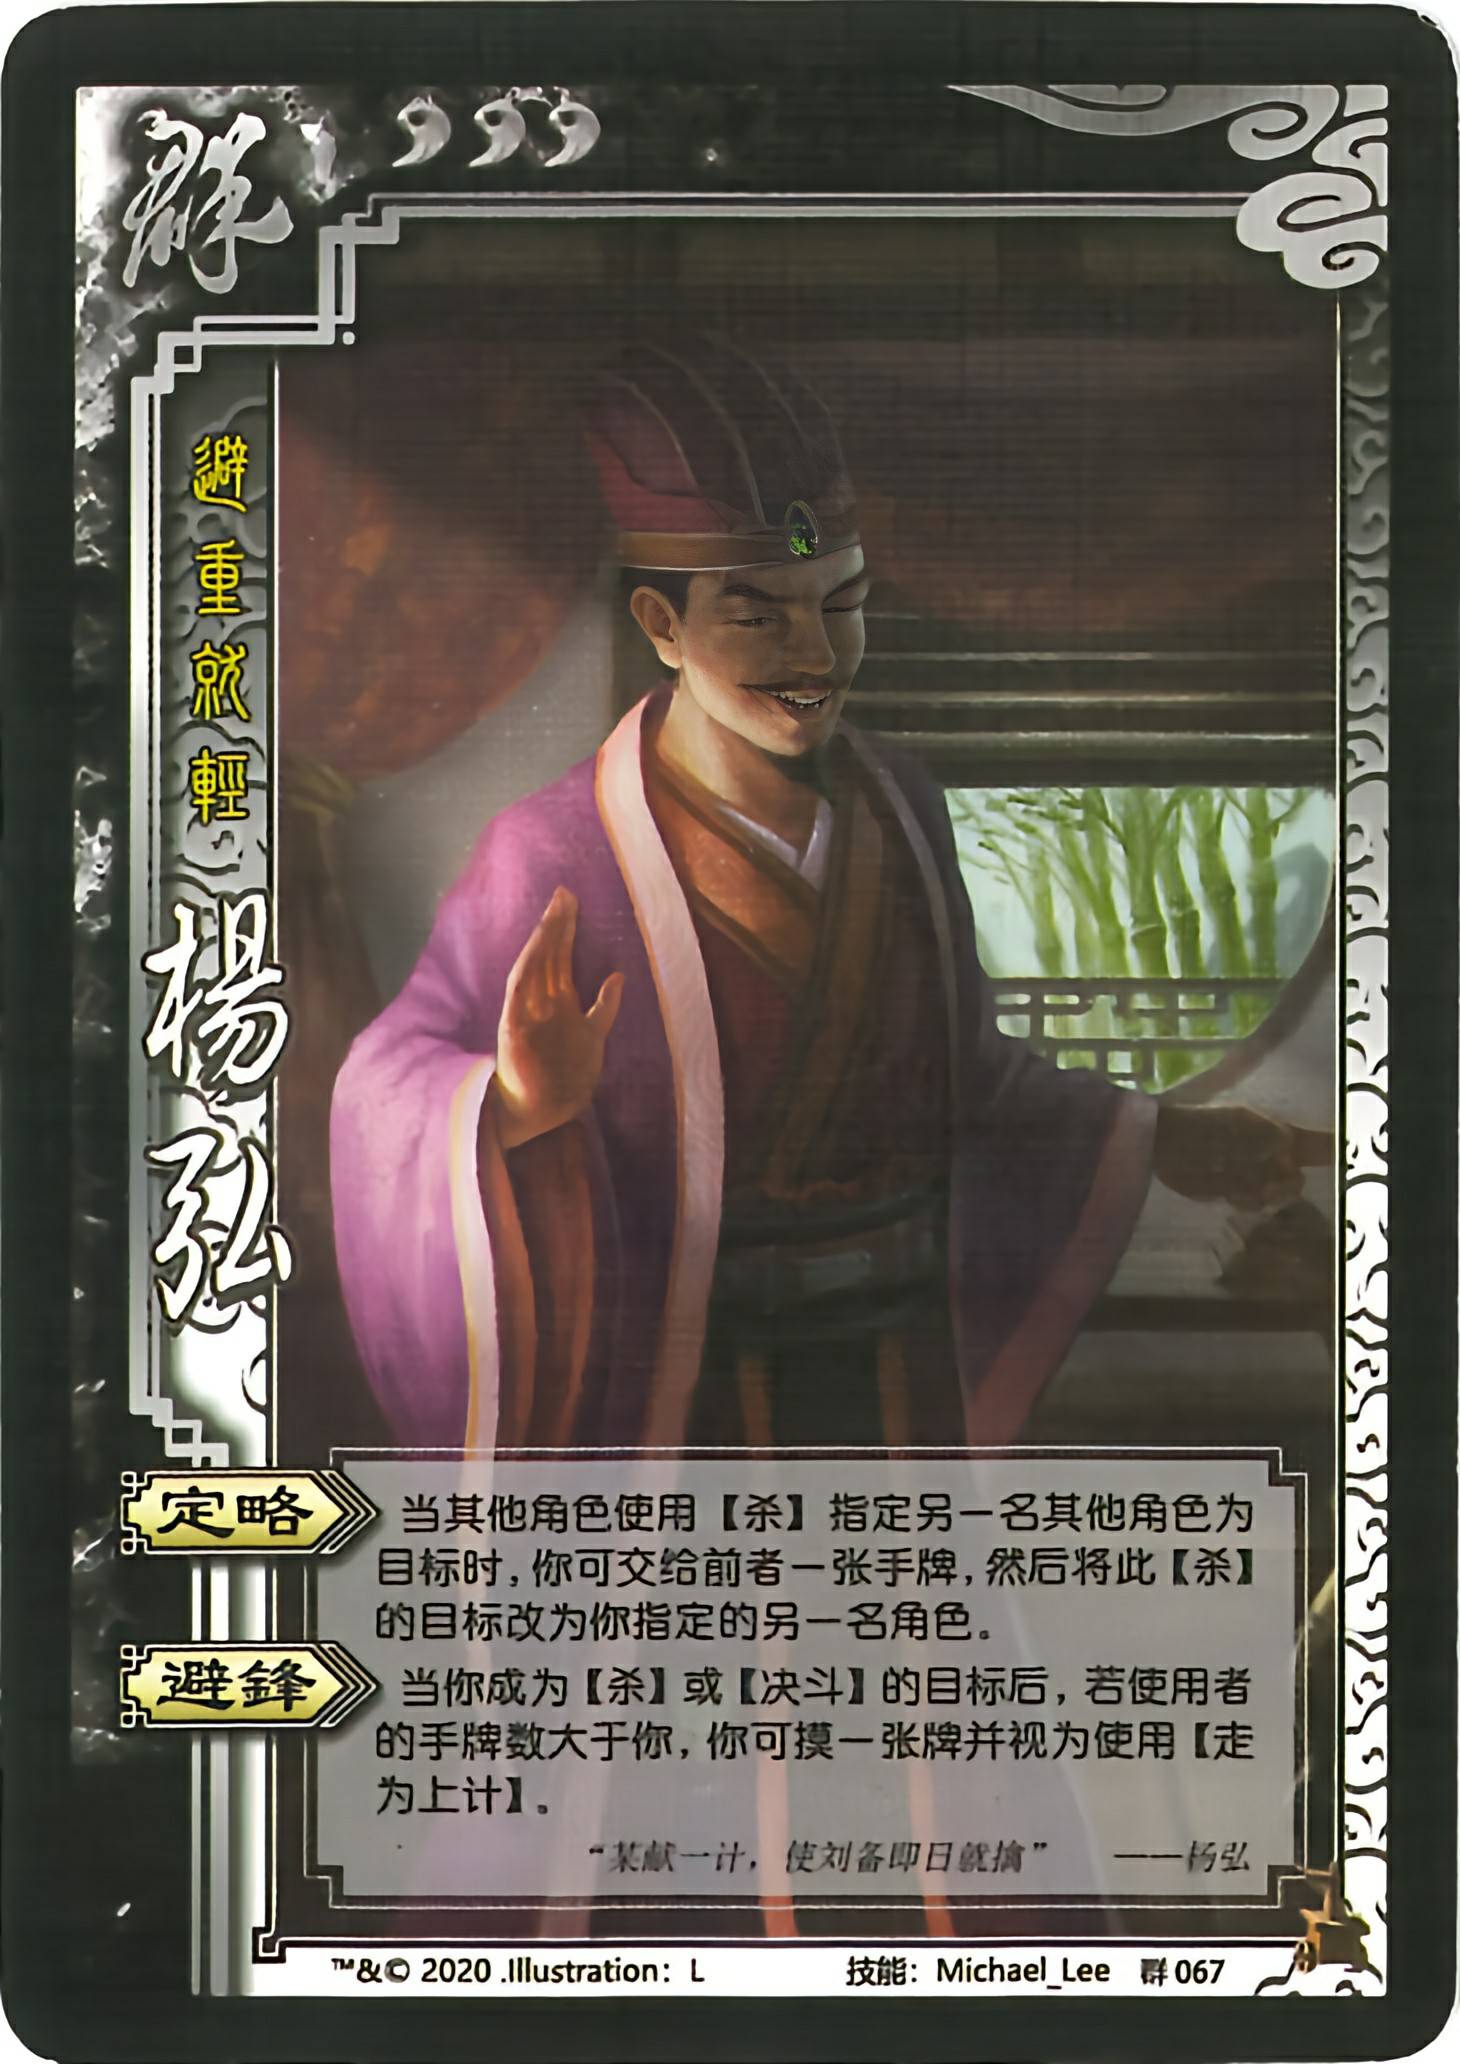 群
避重就輕
楊弘
定略
当其他角色使用【杀】指定另一名其他角色为
目标时,你可交给前者一张手牌,然后将此【杀】
的目标改为你指定的另一名角色。
避鋒
当你成为【杀】或【决斗】的目标后,若使用者
的手牌数大于你,你可摸一张牌并视为使用【走
为上计】。
“某献一计，使刘备即日就擒” ——杨弘
™&© 2020 .Illustration：L 技能：Michael_Lee 群 067